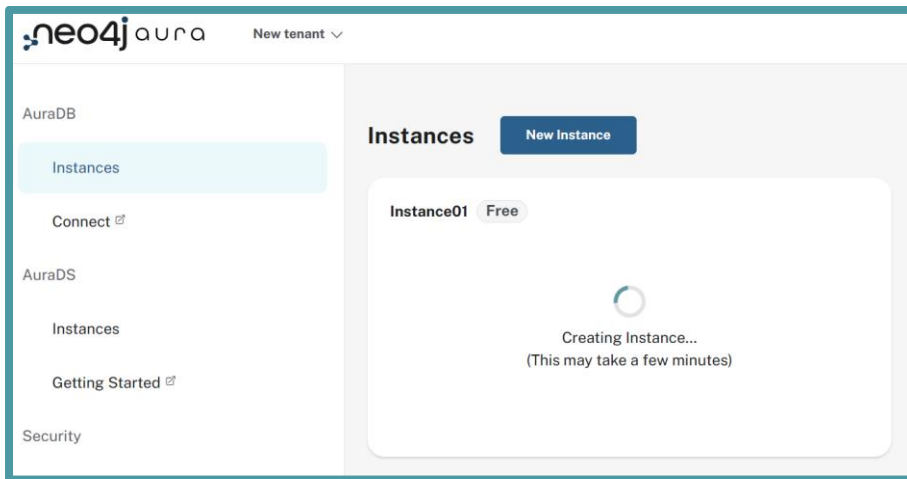 neo4j aura
New tenant
AuraDB
Instances
Connect
AuraDS
Instances
Getting Started
Security
Instances
New Instance
Instance01 Free
Creating Instance...
(This may take a few minutes)